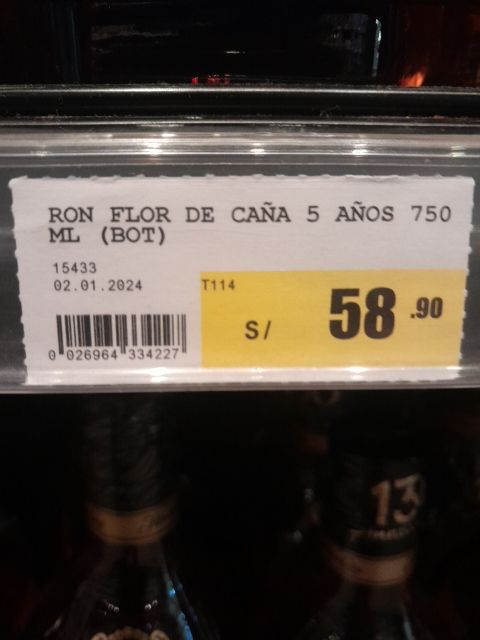 RON FLOR DE CAÑA 5 AÑOS 750
ML (BOT)
15433
02.01.2024
T114
S/ 58.90
0 026964 334227
13